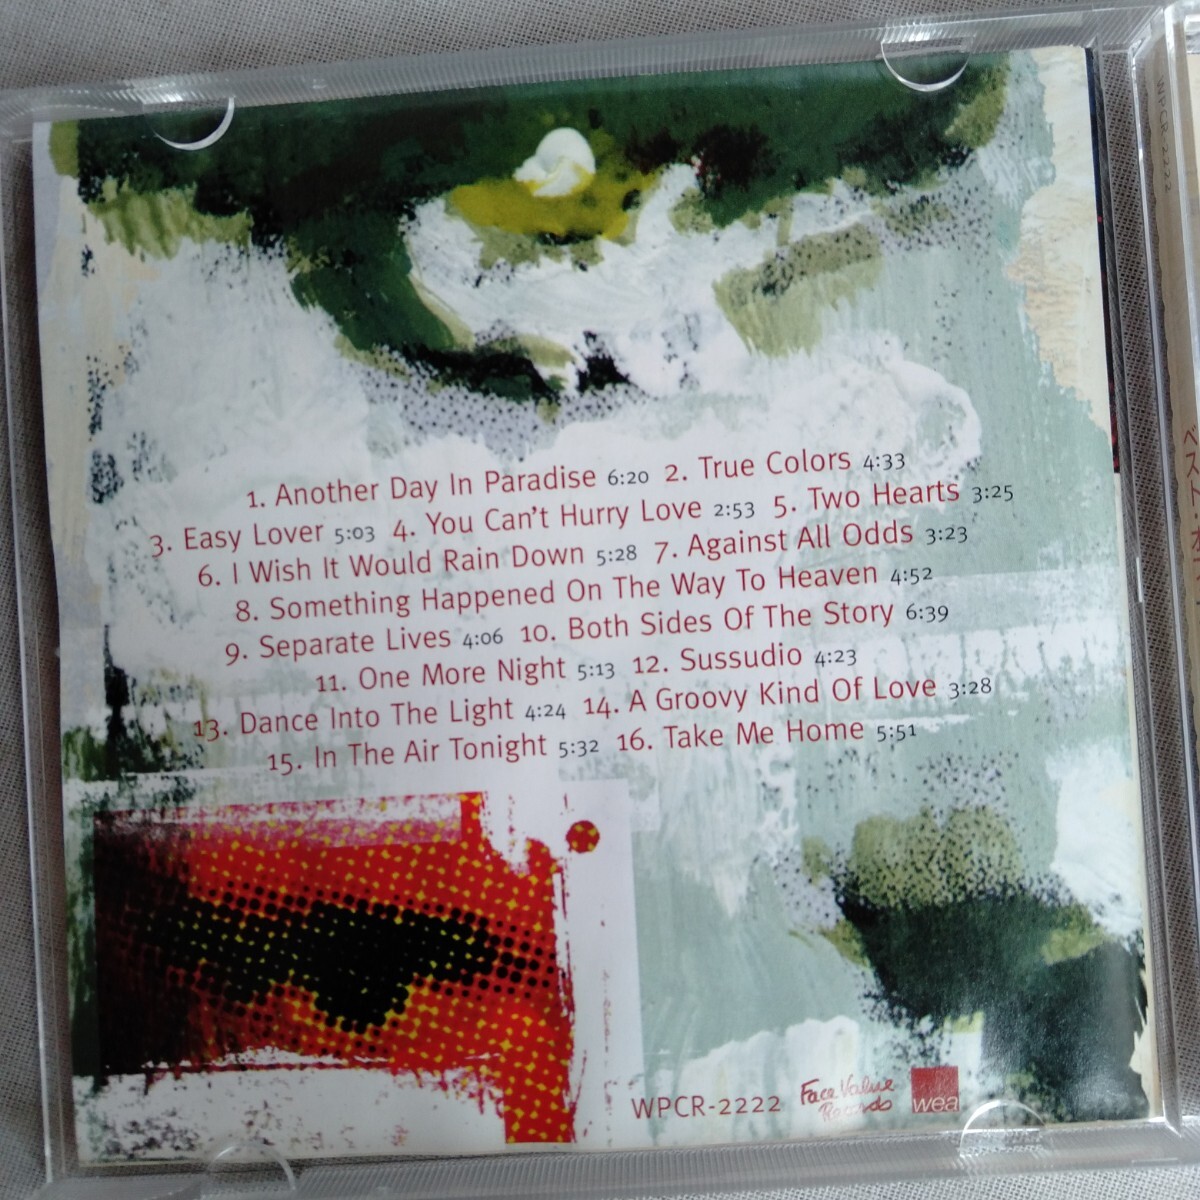 1. Another Day In Paradise 6:20 2. True Colors 4:33
3. Easy Lover 5:03 4. You Can't Hurry Love 2:53 5. Two Hearts 3:25
6. I Wish It Would Rain Down 5:28 7. Against All Odds 3:23
8. Something Happened On The Way To Heaven 4:52
9. Separate Lives 4:06 10. Both Sides Of The Story 6:39
11. One More Night 5:13 12. Sussudio 4:23
13. Dance Into The Light 4:24 14. A Groovy Kind Of Love 3:28
15. In The Air Tonight 5:32 16. Take Me Home 5:51
WPCR-2222
Face Value
Records
wea
WPCR-2222